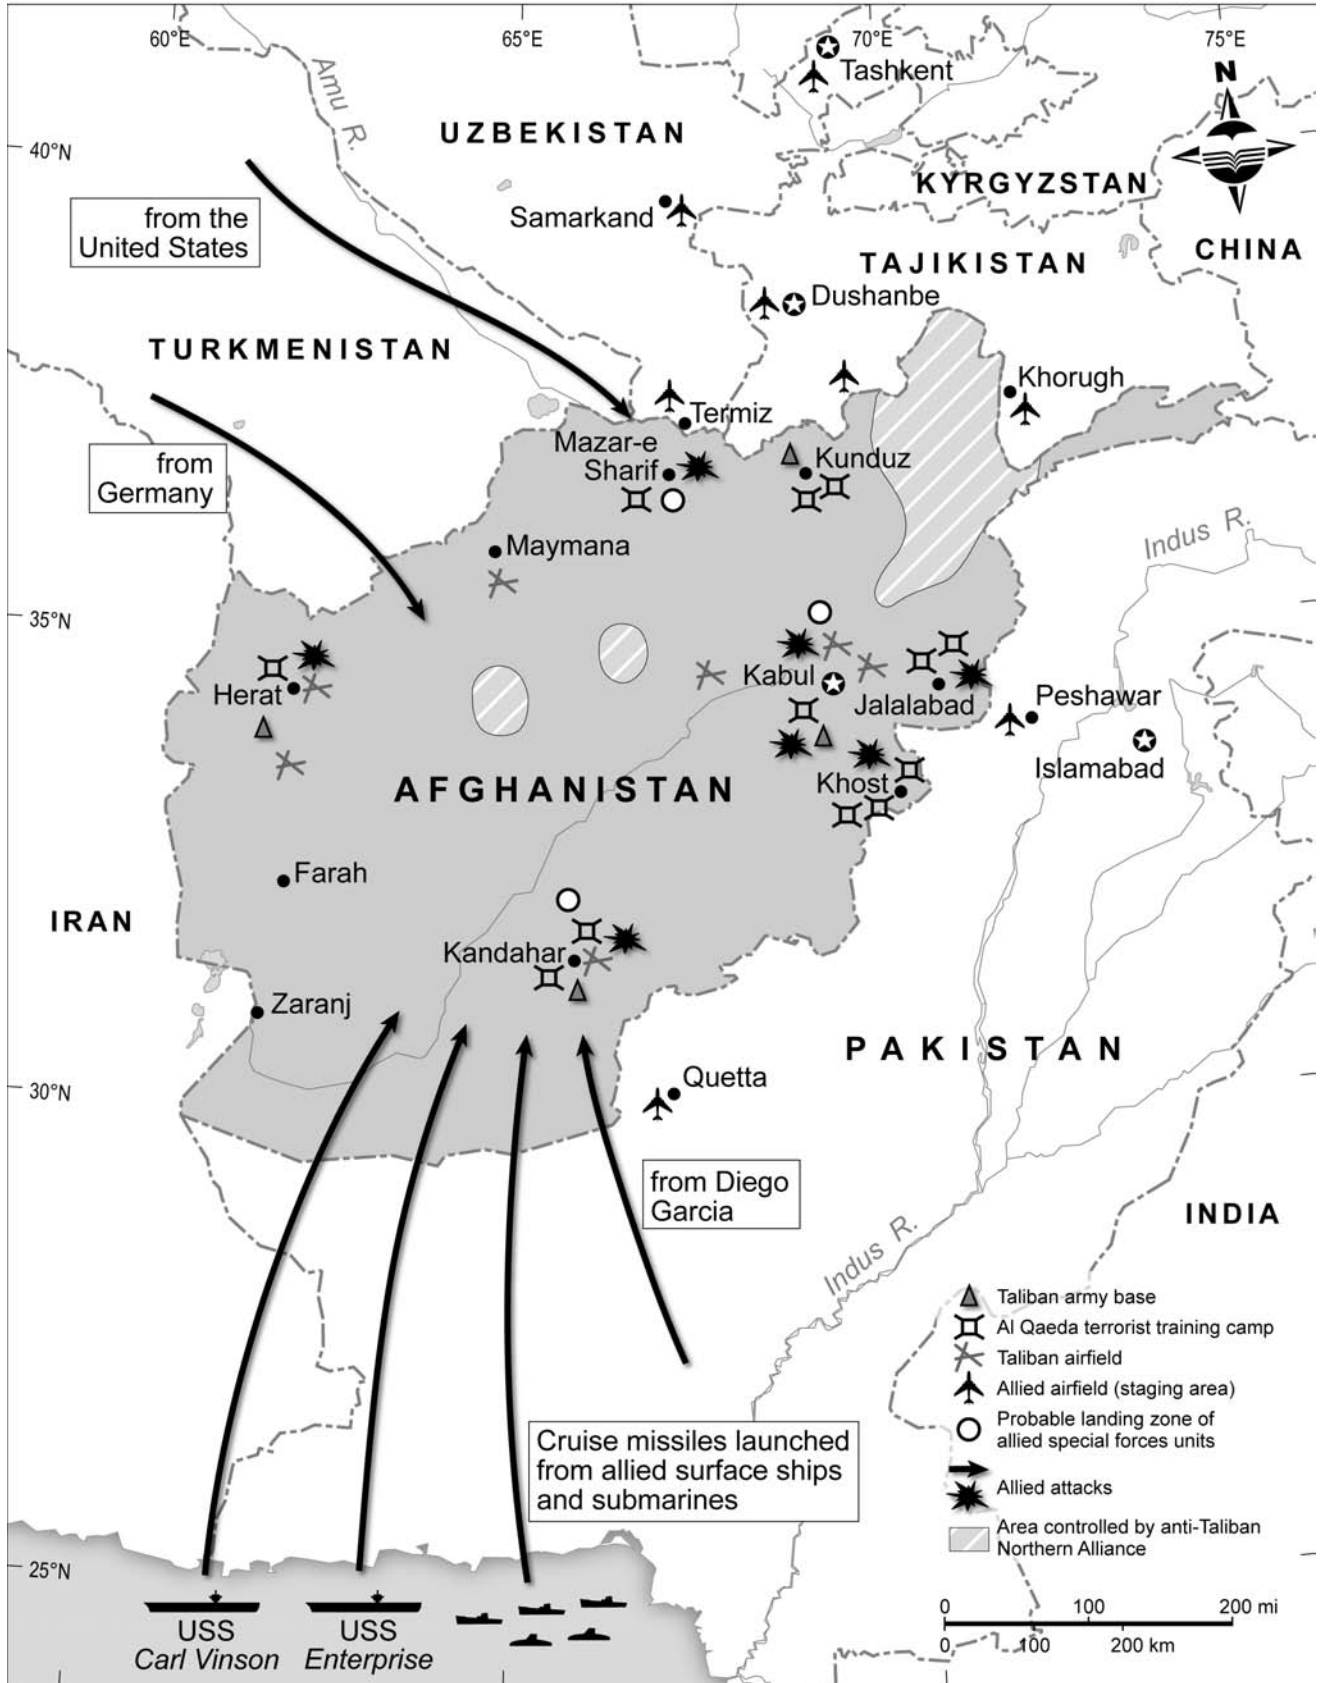 60°E
65°E
70°E
75°E
Tashkent
Amu R.
N
UZBEKISTAN
40°N
KYRGYZSTAN
from the
United States
Samarkand
CHINA
TAJIKISTAN
Dushanbe
TURKMENISTAN
Khorugh
Termiz
from
Germany
Mazar-e
Sharif
Kunduz
Indus R.
Maymana
35°N
Kabul
Herat
Jalalabad
Peshawar
Islamabad
AFGHANISTAN
Khost
Farah
IRAN
Kandahar
Zaranj
PAKISTAN
30°N
Quetta
from Diego
Garcia
INDIA
Indus R.
Taliban army base
Al Qaeda terrorist training camp
Taliban airfield
Allied airfield (staging area)
Probable landing zone of
allied special forces units
Allied attacks
Area controlled by anti-Taliban
Northern Alliance
Cruise missiles launched
from allied surface ships
and submarines
25°N
0 100 200 mi
0 100 200 km
USS
Carl Vinson
USS
Enterprise